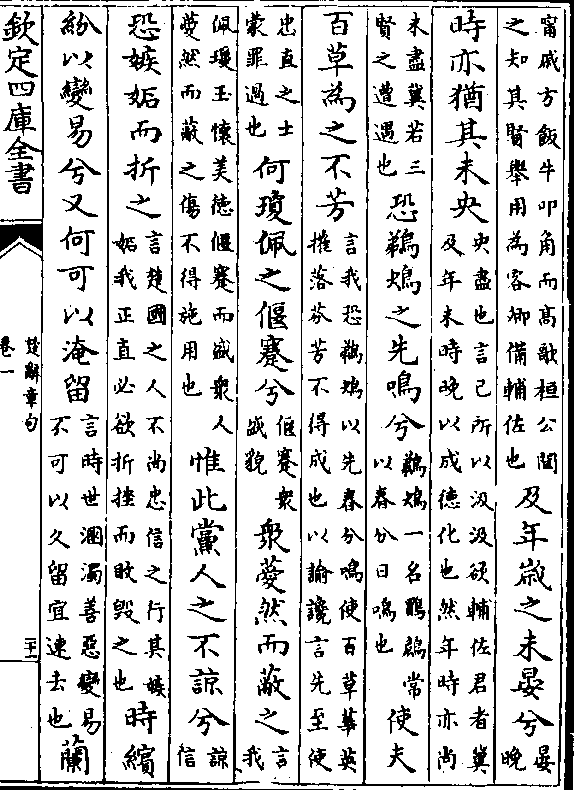 甯戚方飯牛叩角而髙歌桓公聞
之知其賢舉用為客卿備輔佐也
及年歲之未晏兮
晏
晚
時亦猶其未央
央盡也言己所以汲汲欲輔佐君者冀
及年未時晚以成德化也然年時亦尚
未盡冀若三
賢之遭遇也
恐鵜鴂之先鳴兮
鵜鴂一名鶗鴂常
以春分日鳴也
使夫
百草為之不芳
言我恐鵜鴂以先春分鳴使百草華英
摧落芬芳不得成也以諭讒言先至使
忠直之士
蒙罪過也
何瓊佩之偃蹇兮
偃蹇衆
盛貌
衆薆然而蔽之
言
我
佩瓊玉懷美徳偃蹇而盛衆人
薆然而蔽之傷不得施用也
惟此黨人之不諒兮
諒
信
恐嫉妬而折之
言楚國之人不尚忠信之行其嫉
妬我正直必欲折挫而敗毁之也
時繽
紛以變易兮又何可以淹留
言時世溷濁善惡變易
不可以久留宜速去也
蘭
欽定四庫全書
楚辭章句
卷一
二十一